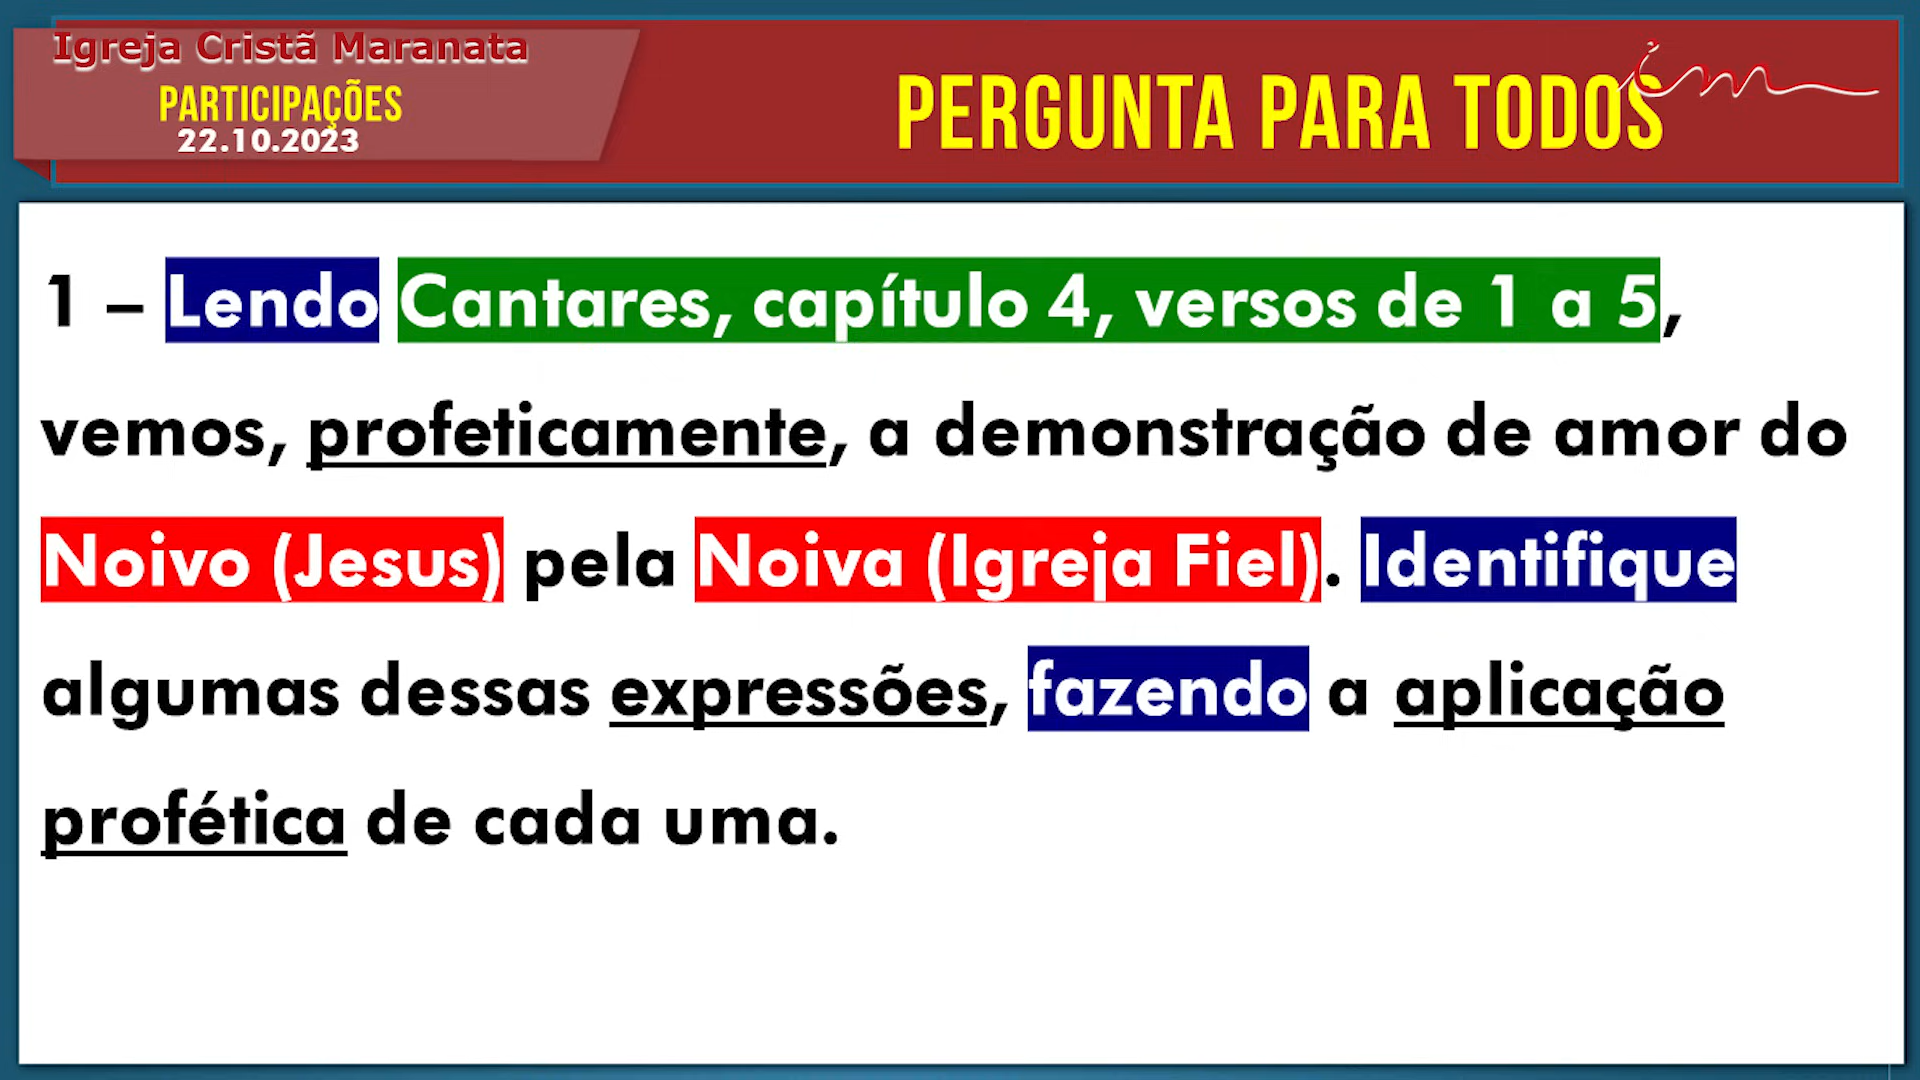 Igreja Cristã Maranata
PARTICIPAÇÕES
22.10.2023
PERGUNTA PARA TODOS
im
1 – Lendo Cantares, capítulo 4, versos de 1 a 5,
vemos, profeticamente, a demonstração de amor do
Noivo (Jesus) pela Noiva (Igreja Fiel). Identifique
algumas dessas expressões, fazendo a aplicação
profética de cada uma.